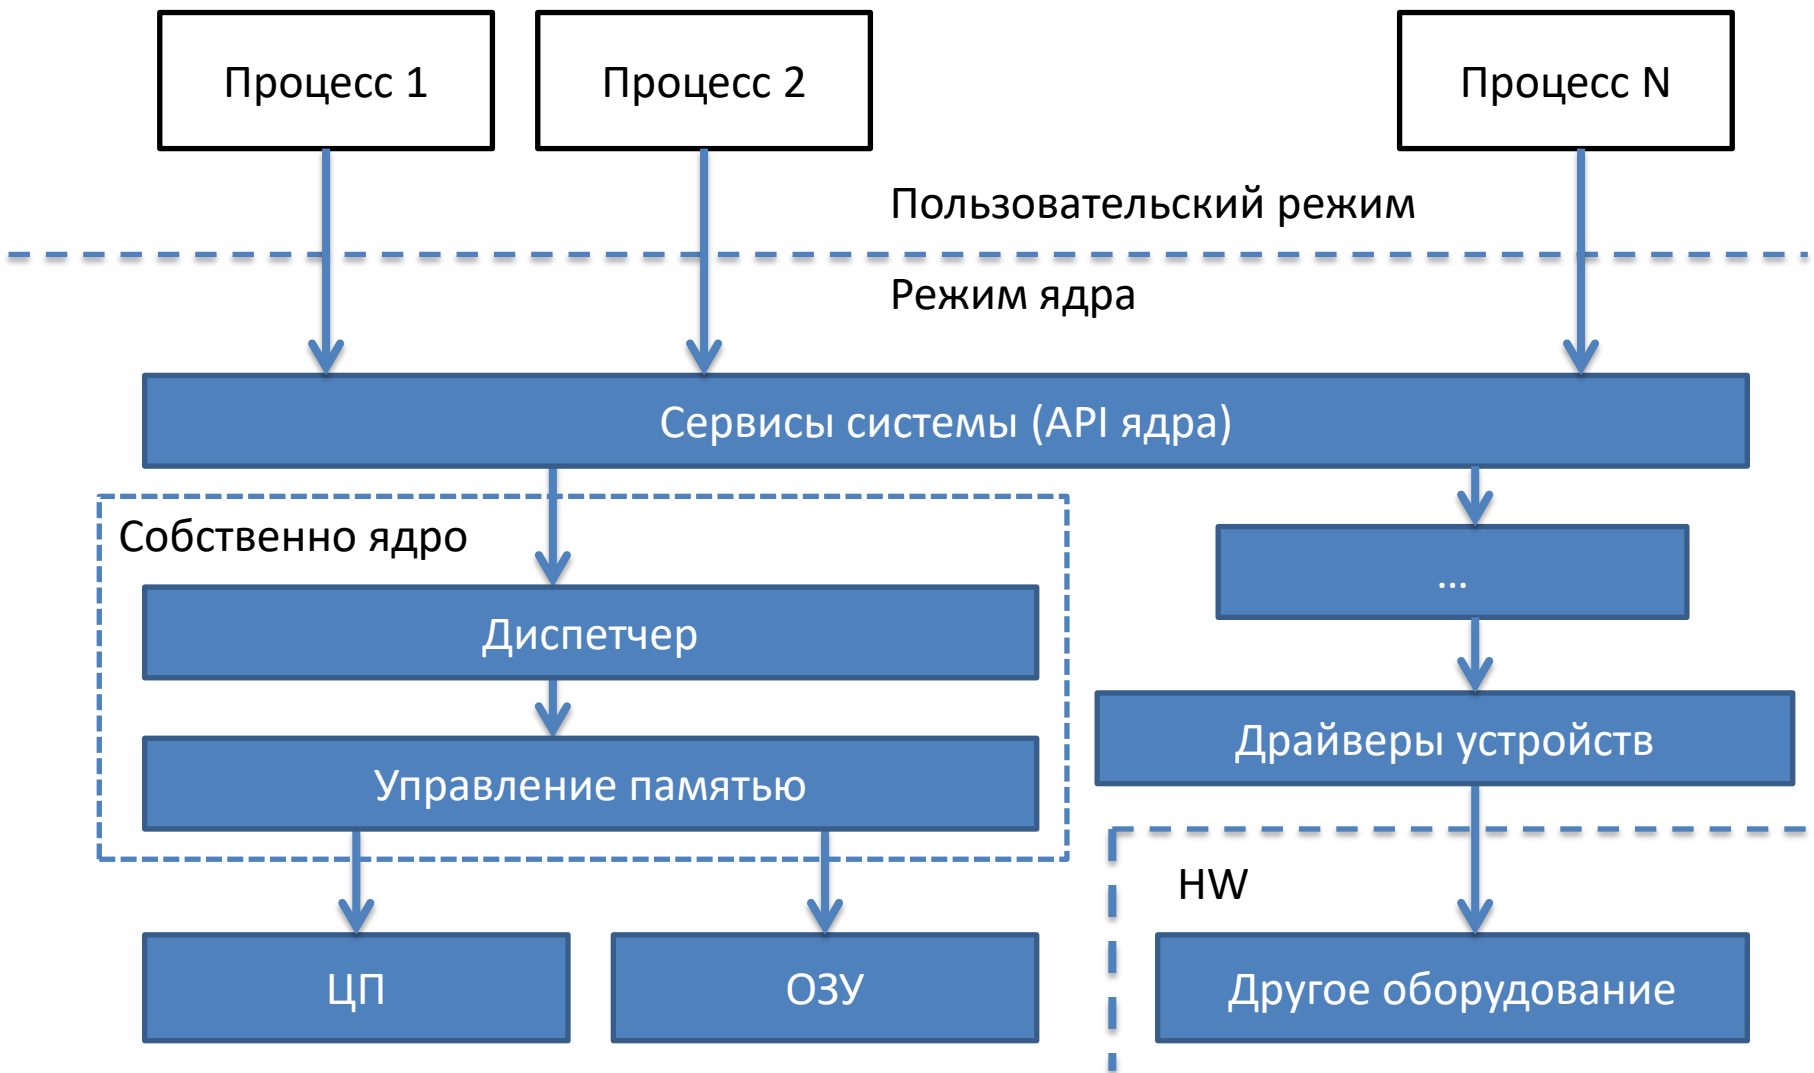 Процесс 1
Процесс 2
Процесс N
Пользовательский режим
Режим ядра
Сервисы системы (API ядра)
Собственно ядро
...
Диспетчер
Драйверы устройств
Управление памятью
HW
ЦП
ОЗУ
Другое оборудование